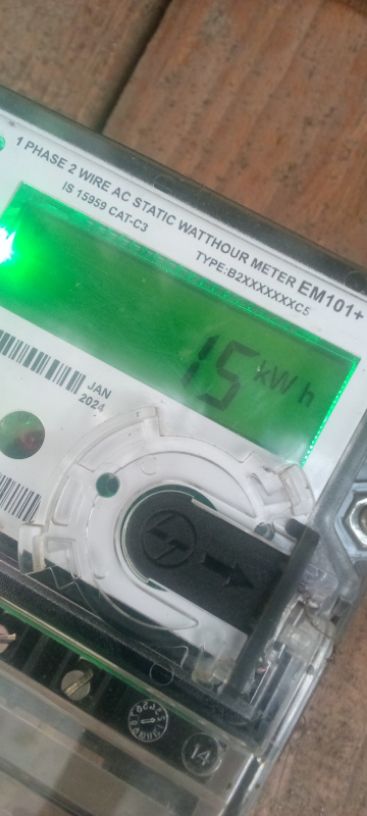 1 PHASE 2 WIRE AC STATIC WATTHOUR METER EM101+
IS 15959 CAT-C3
TYPE:B2XXXXXXXC5
15 kWh
JAN
2024
14